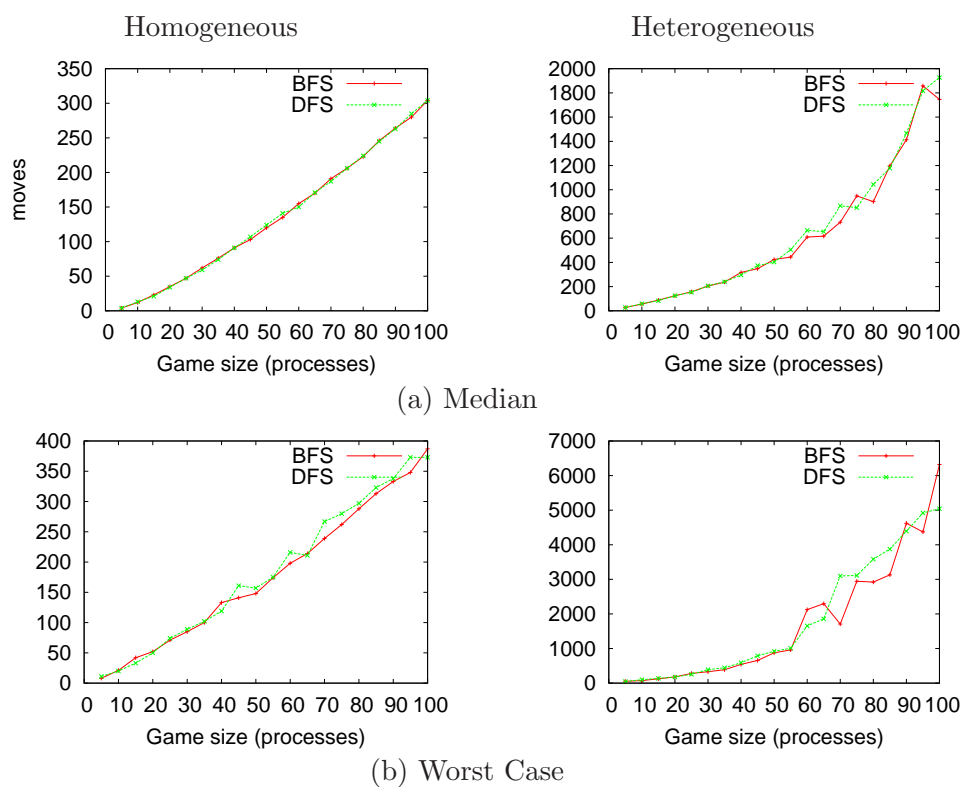 Homogeneous
Heterogeneous
350
300
250
200
150
100
50
0
moves
BFS
DFS
0 10 20 30 40 50 60 70 80 90 100
Game size (processes)
2000
1800
1600
1400
1200
1000
800
600
400
200
0
BFS
DFS
0 10 20 30 40 50 60 70 80 90 100
Game size (processes)
(a) Median
400
350
300
250
200
150
100
50
0
BFS
DFS
0 10 20 30 40 50 60 70 80 90 100
Game size (processes)
7000
6000
5000
4000
3000
2000
1000
0
BFS
DFS
0 10 20 30 40 50 60 70 80 90 100
Game size (processes)
(b) Worst Case